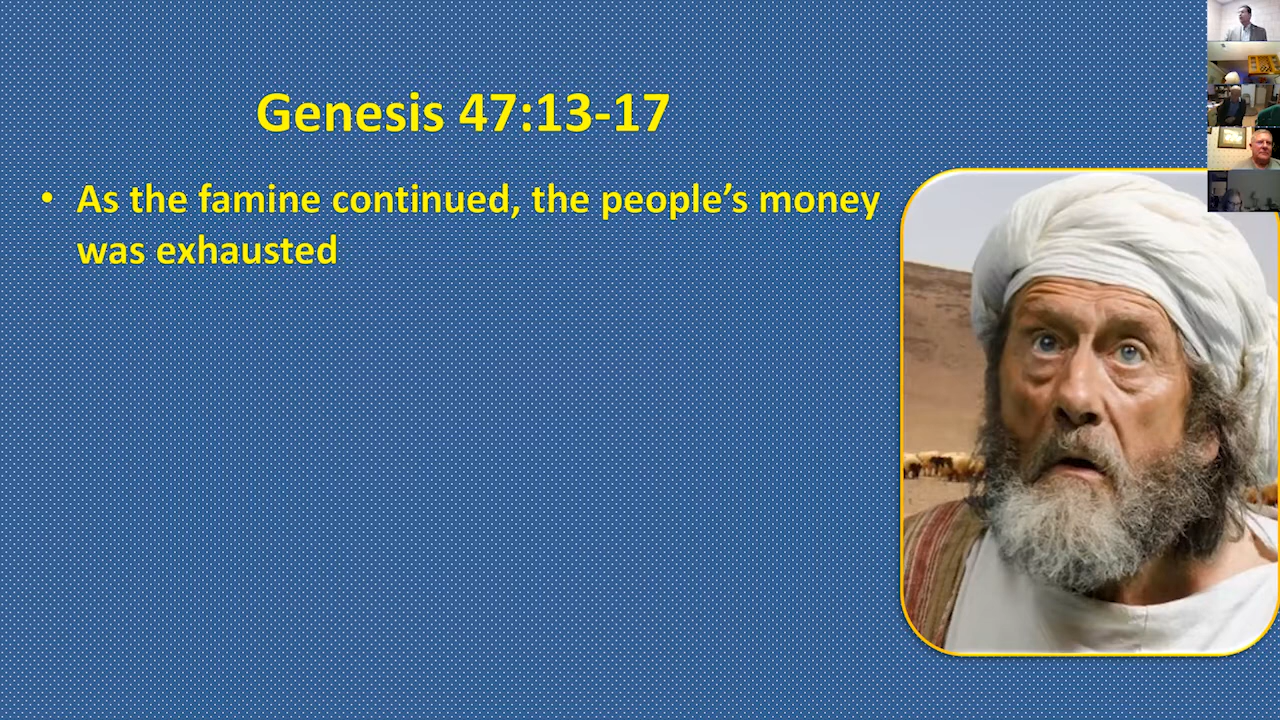 Genesis 47:13-17
• As the famine continued, the people’s money
was exhausted